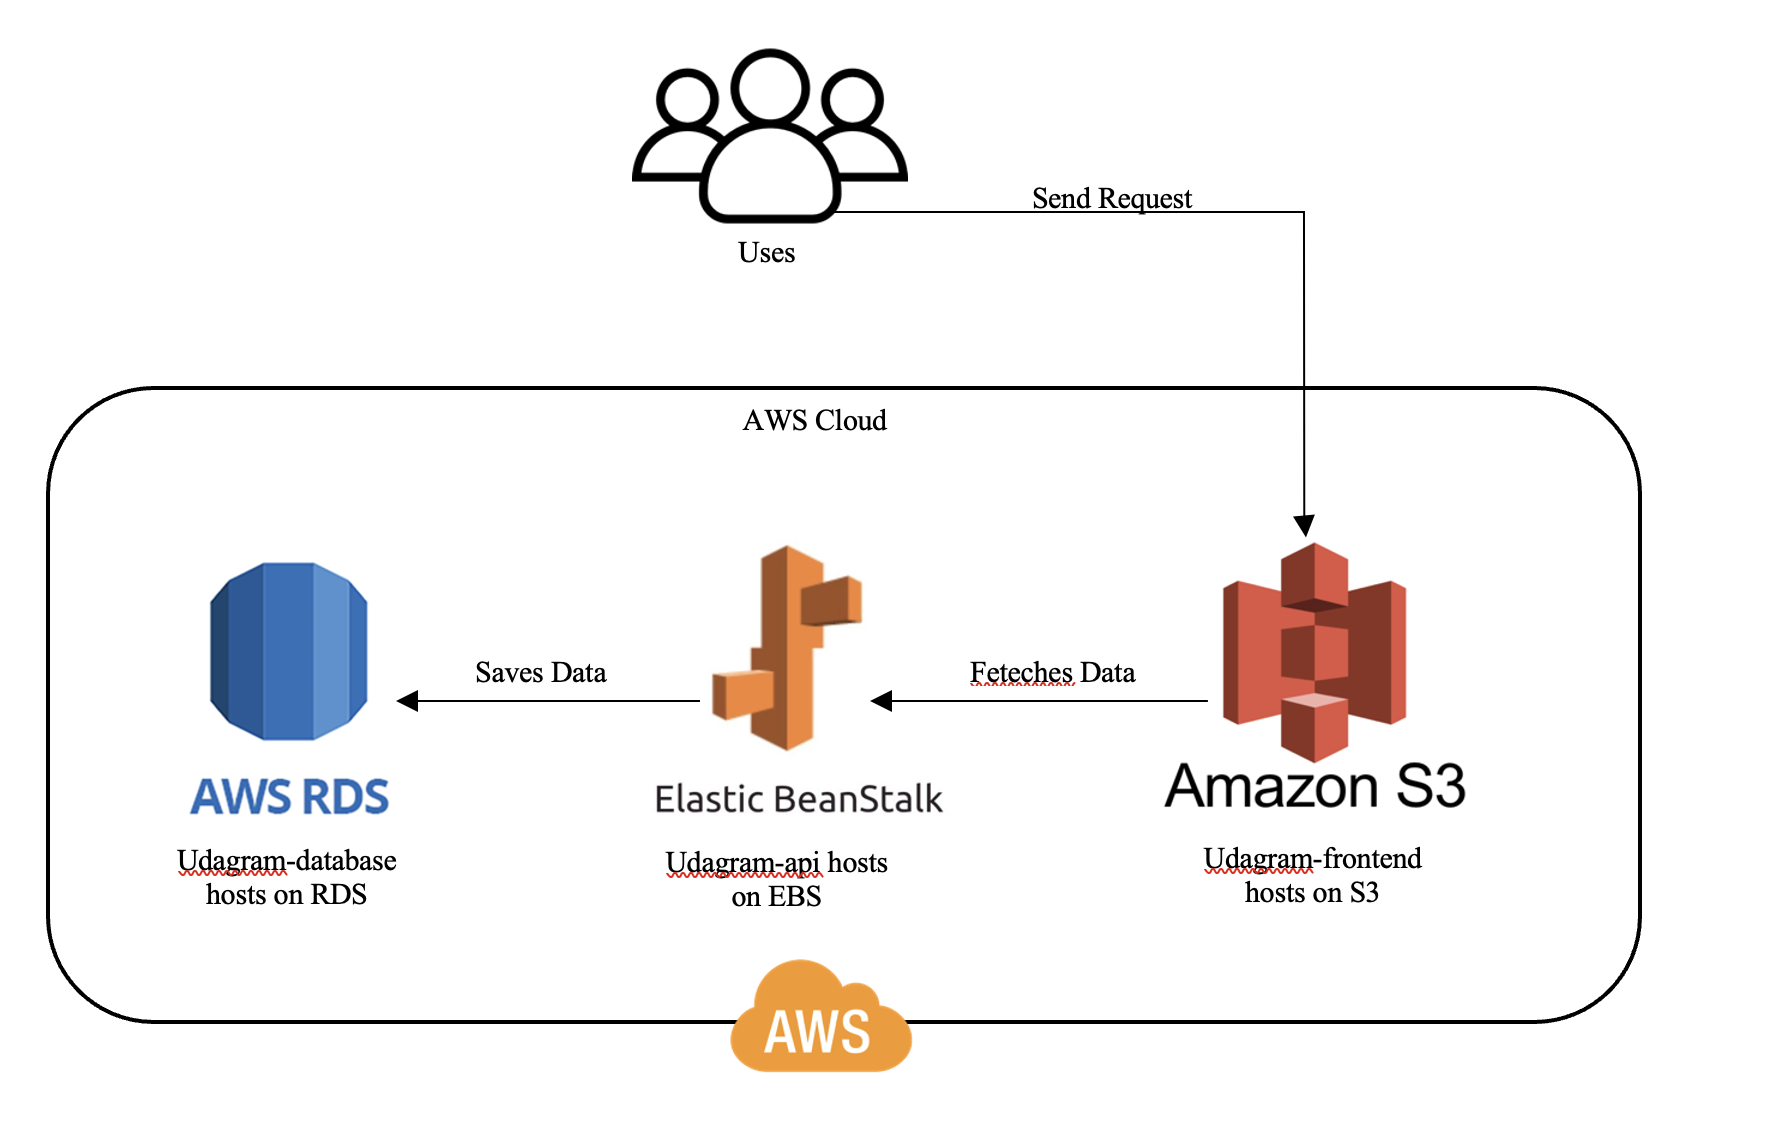 Send Request
Uses
AWS Cloud
Saves Data
Feteches Data
AWS RDS
Elastic BeanStalk
Amazon S3
Udagram-database
hosts on RDS
Udagram-api hosts
on EBS
Udagram-frontend
hosts on S3
AWS